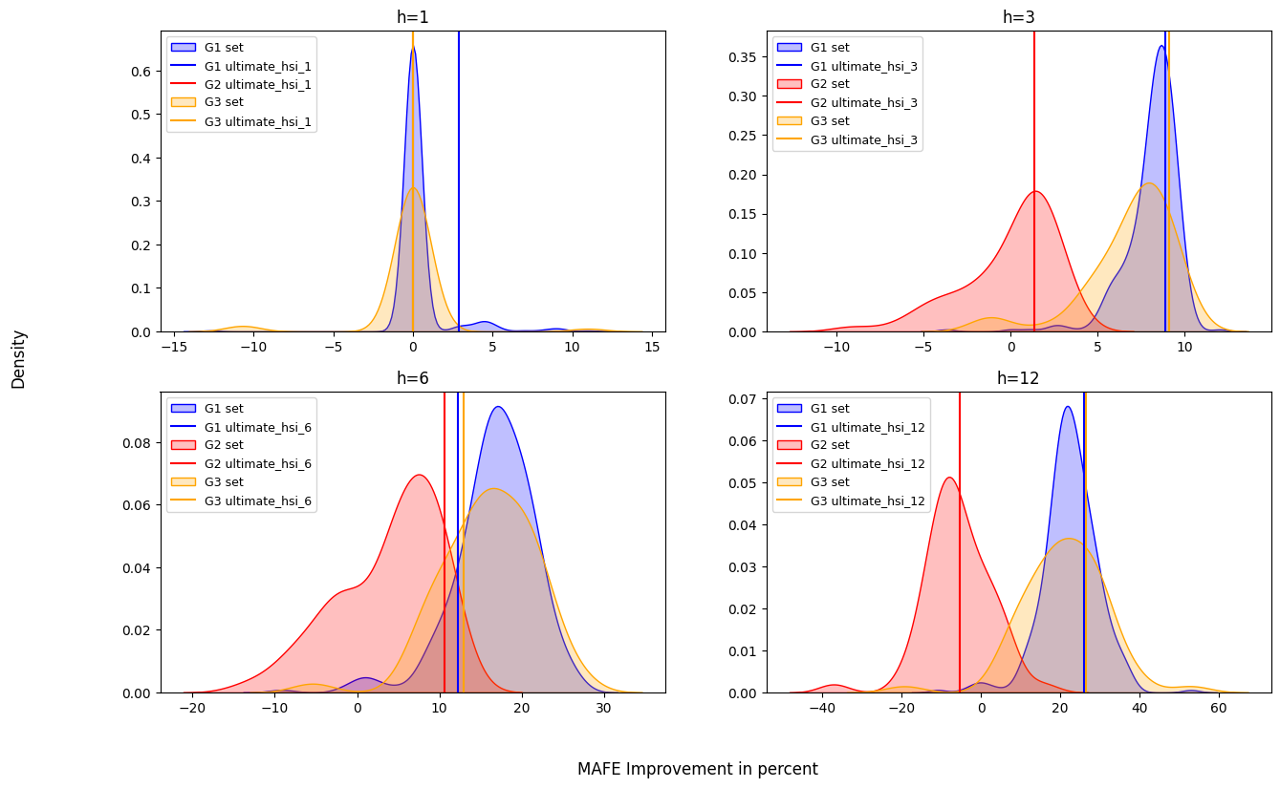 h=1
G1 set
G1 ultimate_hsi_1
G2 ultimate_hsi_1
G3 set
G3 ultimate_hsi_1
0.6
0.5
0.4
0.3
0.2
0.1
0.0
−15
−10
−5
0
5
10
15
h=3
G1 set
G1 ultimate_hsi_3
G2 set
G2 ultimate_hsi_3
G3 set
G3 ultimate_hsi_3
0.35
0.30
0.25
0.20
0.15
0.10
0.05
0.00
−10
−5
0
5
10
Density
h=6
G1 set
G1 ultimate_hsi_6
G2 set
G2 ultimate_hsi_6
G3 set
G3 ultimate_hsi_6
0.08
0.06
0.04
0.02
0.00
−20
−10
0
10
20
30
h=12
G1 set
G1 ultimate_hsi_12
G2 set
G2 ultimate_hsi_12
G3 set
G3 ultimate_hsi_12
0.07
0.06
0.05
0.04
0.03
0.02
0.01
0.00
−40
−20
0
20
40
60
MAFE Improvement in percent